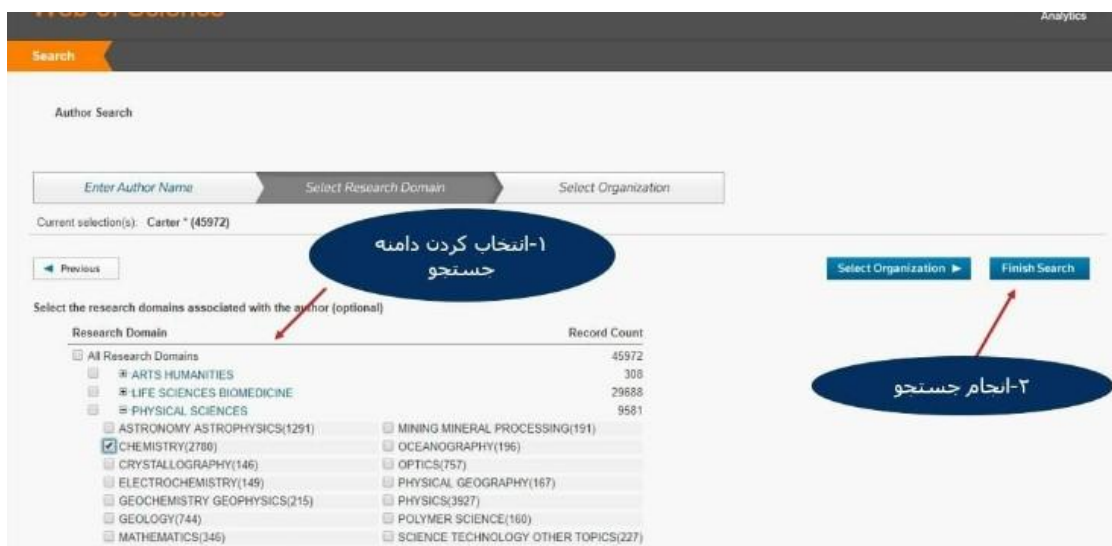 Web of Science
Analytics
Search
Author Search
Enter Author Name
Select Research Domain
Select Organization
Current selection(s): Carter * (45972)
۱-انتخاب کردن دامنه
جستجو
Previous
Select Organization
Finish Search
Select the research domains associated with the author (optional)
Research Domain Record Count
All Research Domains 45972
ARTS HUMANITIES 308
LIFE SCIENCES BIOMEDICINE 29688
PHYSICAL SCIENCES 9581
۲-انجام جستجو
ASTRONOMY ASTROPHYSICS(1291) MINING MINERAL PROCESSING(191)
CHEMISTRY(2780) OCEANOGRAPHY(196)
CRYSTALLOGRAPHY(146) OPTICS(757)
ELECTROCHEMISTRY(149) PHYSICAL GEOGRAPHY(167)
GEOCHEMISTRY GEOPHYSICS(215) PHYSICS(3927)
GEOLOGY(744) POLYMER SCIENCE(160)
MATHEMATICS(346) SCIENCE TECHNOLOGY OTHER TOPICS(227)